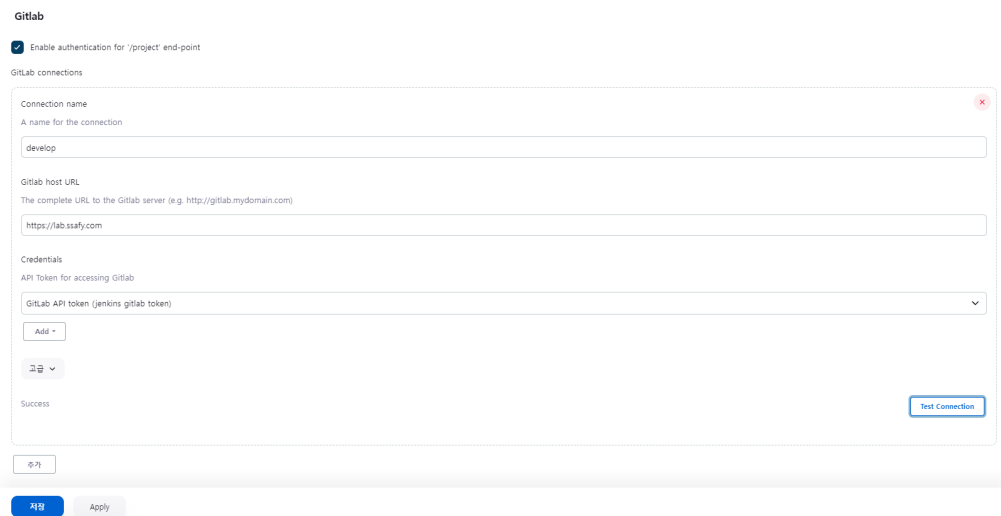 Gitlab
Enable authentication for '/project' end-point
GitLab connections
Connection name
A name for the connection
develop
Gitlab host URL
The complete URL to the Gitlab server (e.g. http://gitlab.mydomain.com)
https://lab.ssafy.com
Credentials
API Token for accessing Gitlab
GitLab API token (jenkins gitlab token)
Add
고급
Success
Test Connection
추가
저장
Apply